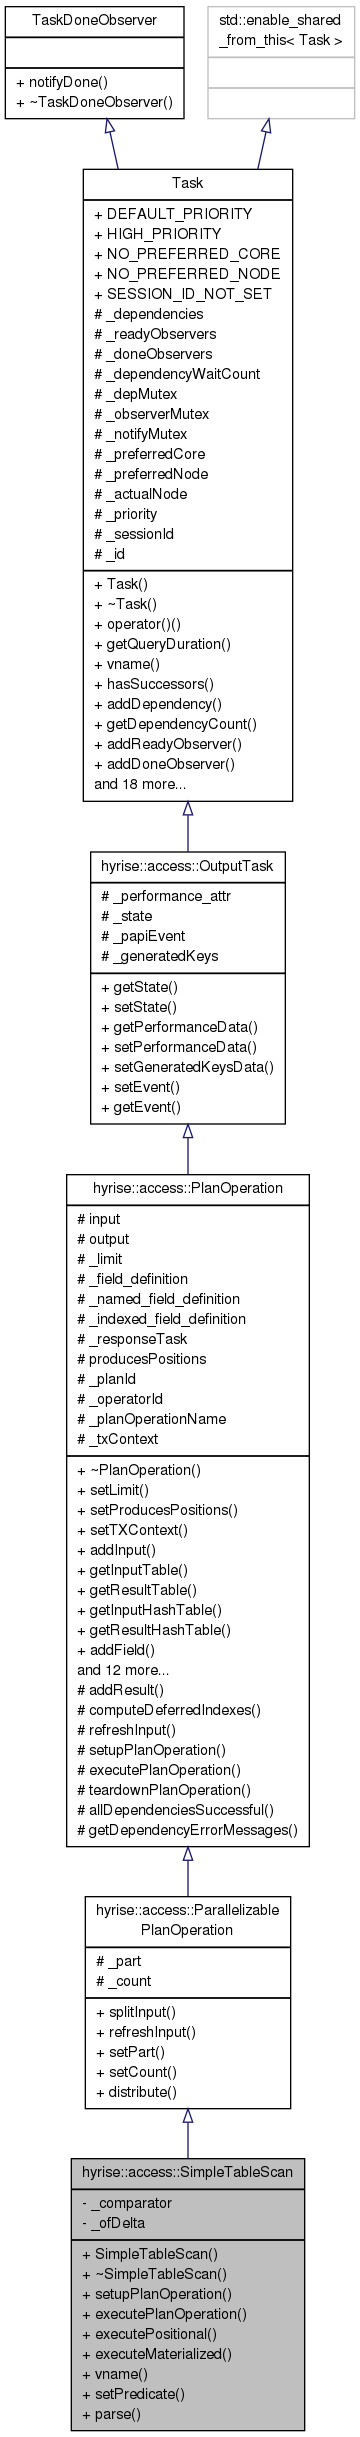 TaskDoneObserver
+ notifyDone()
+ ~TaskDoneObserver()
std::enable_shared
_from_this< Task >
Task
+ DEFAULT_PRIORITY
+ HIGH_PRIORITY
+ NO_PREFERRED_CORE
+ NO_PREFERRED_NODE
+ SESSION_ID_NOT_SET
# _dependencies
# _readyObservers
# _doneObservers
# _dependencyWaitCount
# _depMutex
# _observerMutex
# _notifyMutex
# _preferredCore
# _preferredNode
# _actualNode
# _priority
# _sessionId
# _id
+ Task()
+ ~Task()
+ operator()()
+ getQueryDuration()
+ vname()
+ hasSuccessors()
+ addDependency()
+ getDependencyCount()
+ addReadyObserver()
+ addDoneObserver()
and 18 more...
hyrise::access::OutputTask
# _performance_attr
# _state
# _papiEvent
# _generatedKeys
+ getState()
+ setState()
+ getPerformanceData()
+ setPerformanceData()
+ setGeneratedKeysData()
+ setEvent()
+ getEvent()
hyrise::access::PlanOperation
# input
# output
# _limit
# _field_definition
# _named_field_definition
# _indexed_field_definition
# _responseTask
# producesPositions
# _planId
# _operatorId
# _planOperationName
# _txContext
+ ~PlanOperation()
+ setLimit()
+ setProducesPositions()
+ setTXContext()
+ addInput()
+ getInputTable()
+ getResultTable()
+ getInputHashTable()
+ getResultHashTable()
+ addField()
and 12 more...
# addResult()
# computeDeferredIndexes()
# refreshInput()
# setupPlanOperation()
# executePlanOperation()
# teardownPlanOperation()
# allDependenciesSuccessful()
# getDependencyErrorMessages()
hyrise::access::Parallelizable
PlanOperation
# _part
# _count
+ splitInput()
+ refreshInput()
+ setPart()
+ setCount()
+ distribute()
hyrise::access::SimpleTableScan
- _comparator
- _ofDelta
+ SimpleTableScan()
+ ~SimpleTableScan()
+ setupPlanOperation()
+ executePlanOperation()
+ executePositional()
+ executeMaterialized()
+ vname()
+ setPredicate()
+ parse()